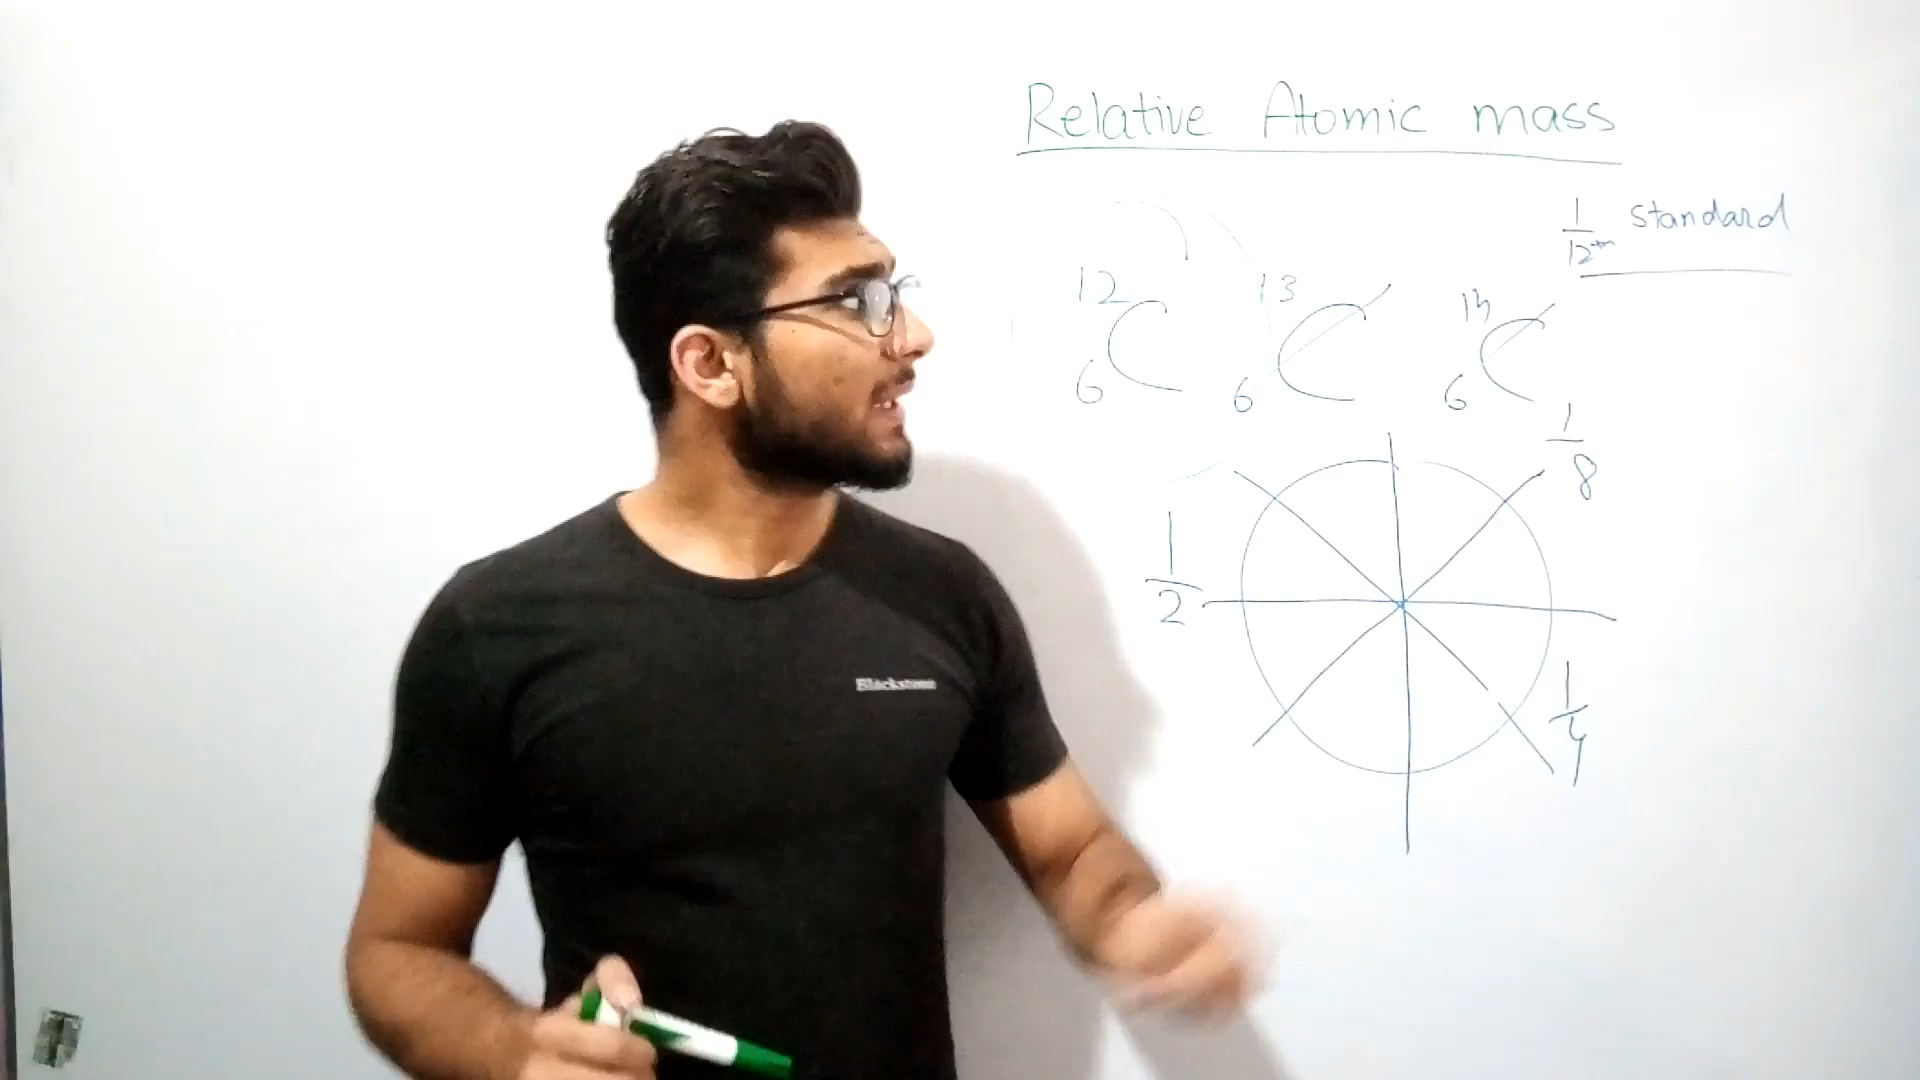 Relative Atomic mass
1/12th standard
12 6 C
13 6 C
14 6 C
1/8
1/2
1/4
Blackstone